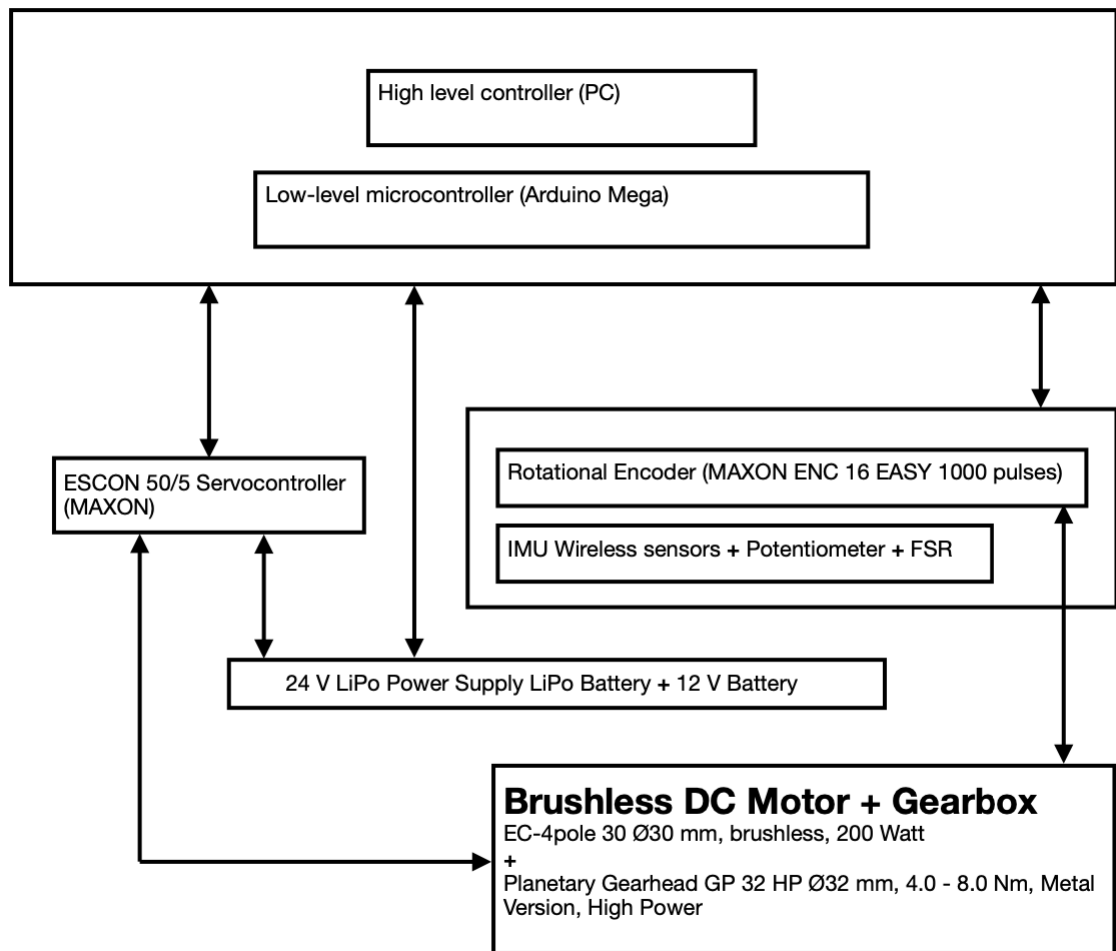 High level controller (PC)
Low-level microcontroller (Arduino Mega)
ESCON 50/5 Servocontroller
(MAXON)
Rotational Encoder (MAXON ENC 16 EASY 1000 pulses)
IMU Wireless sensors + Potentiometer + FSR
24 V LiPo Power Supply LiPo Battery + 12 V Battery
Brushless DC Motor + Gearbox
EC-4pole 30 Ø30 mm, brushless, 200 Watt
+
Planetary Gearhead GP 32 HP Ø32 mm, 4.0 - 8.0 Nm, Metal
Version, High Power